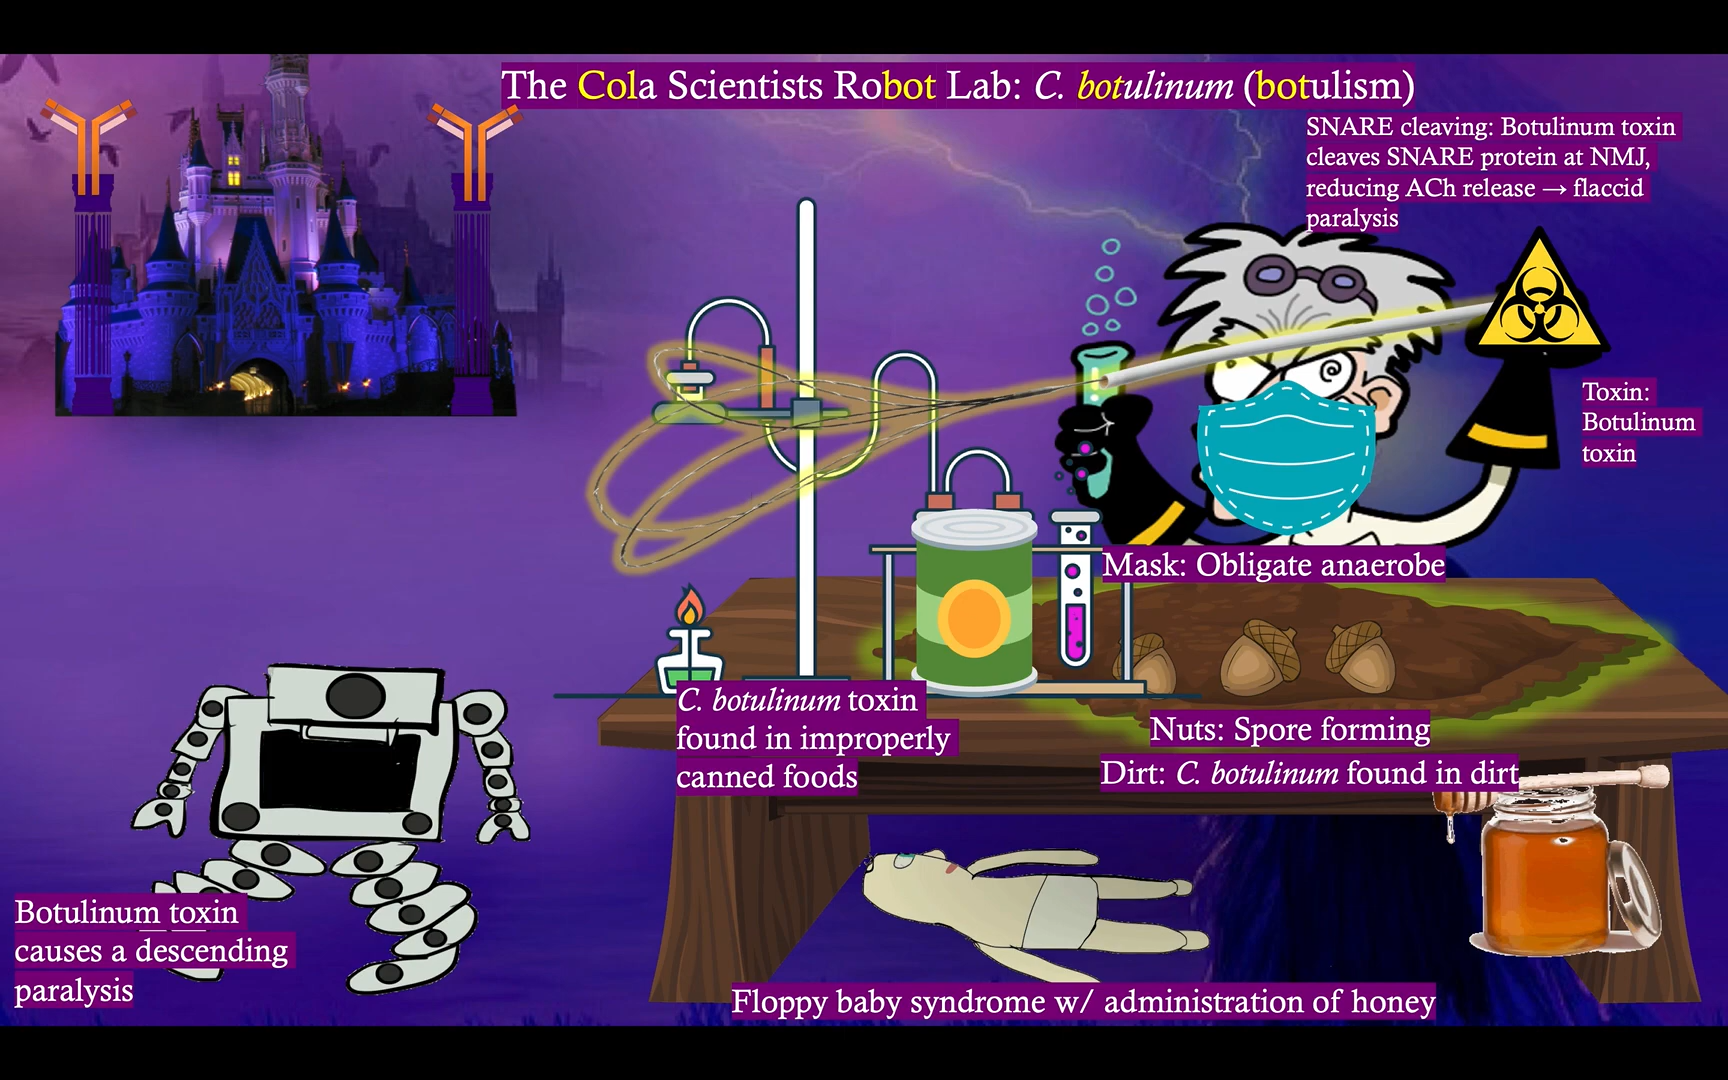 The Cola Scientists Robot Lab: C. botulinum (botulism)
SNARE cleaving: Botulinum toxin
cleaves SNARE protein at NMJ,
reducing ACh release → flaccid
paralysis
Toxin:
Botulinum
toxin
Mask: Obligate anaerobe
C. botulinum toxin
found in improperly
canned foods
Nuts: Spore forming
Dirt: C. botulinum found in dirt
Botulinum toxin
causes a descending
paralysis
Floppy baby syndrome w/ administration of honey